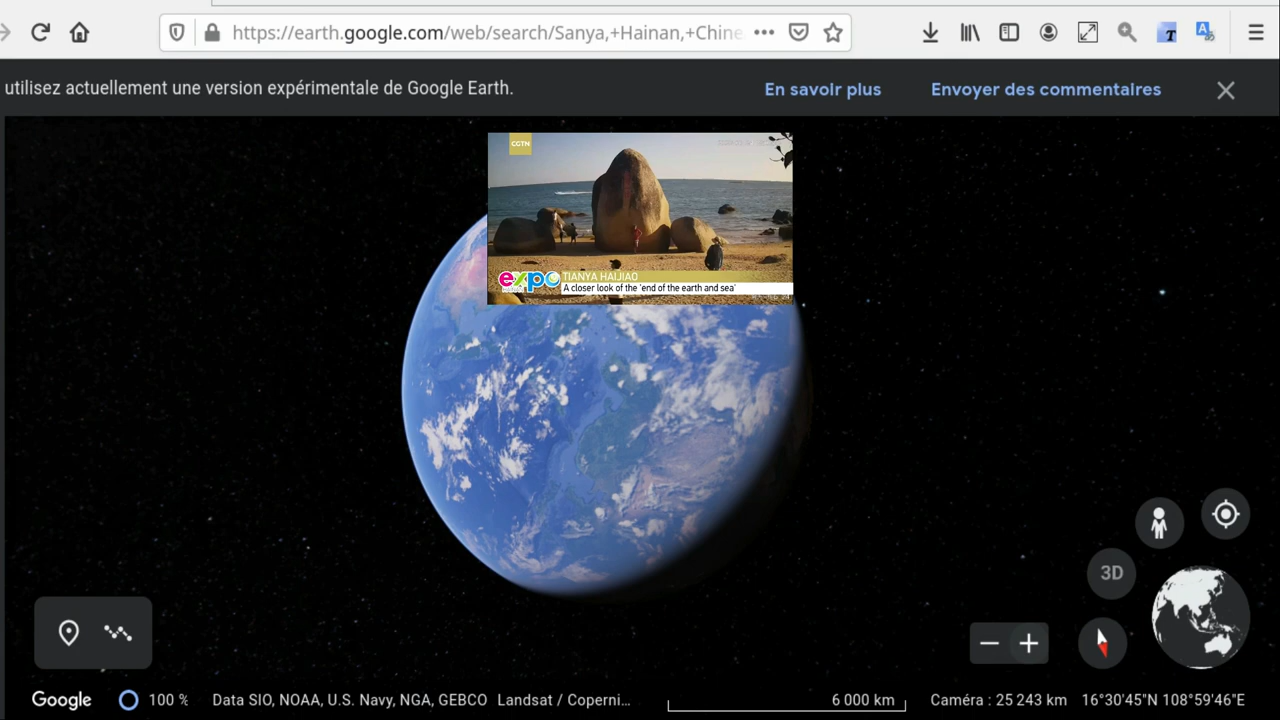 https://earth.google.com/web/search/Sanya,+Hainan,+Chine
utilisez actuellement une version expérimentale de Google Earth.
En savoir plus
Envoyer des commentaires
CGTN
expo
TIANYA HAIJIAO
A closer look of the 'end of the earth and sea'
3D
Google
100 %
Data SIO, NOAA, U.S. Navy, NGA, GEBCO Landsat / Coperni...
6 000 km
Caméra : 25 243 km
16°30'45"N 108°59'46"E